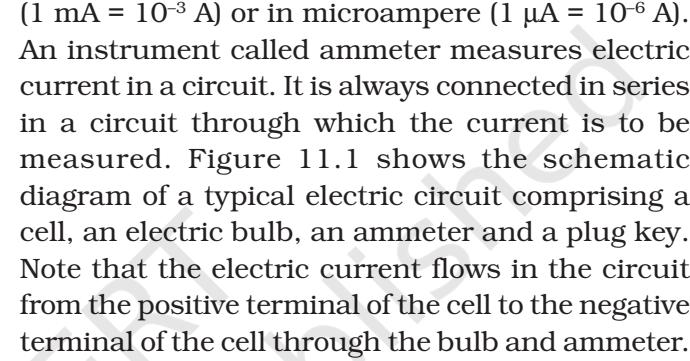 (1 mA = 10⁻³ A) or in microampere (1 µA = 10⁻⁶ A).
An instrument called ammeter measures electric
current in a circuit. It is always connected in series
in a circuit through which the current is to be
measured. Figure 11.1 shows the schematic
diagram of a typical electric circuit comprising a
cell, an electric bulb, an ammeter and a plug key.
Note that the electric current flows in the circuit
from the positive terminal of the cell to the negative
terminal of the cell through the bulb and ammeter.